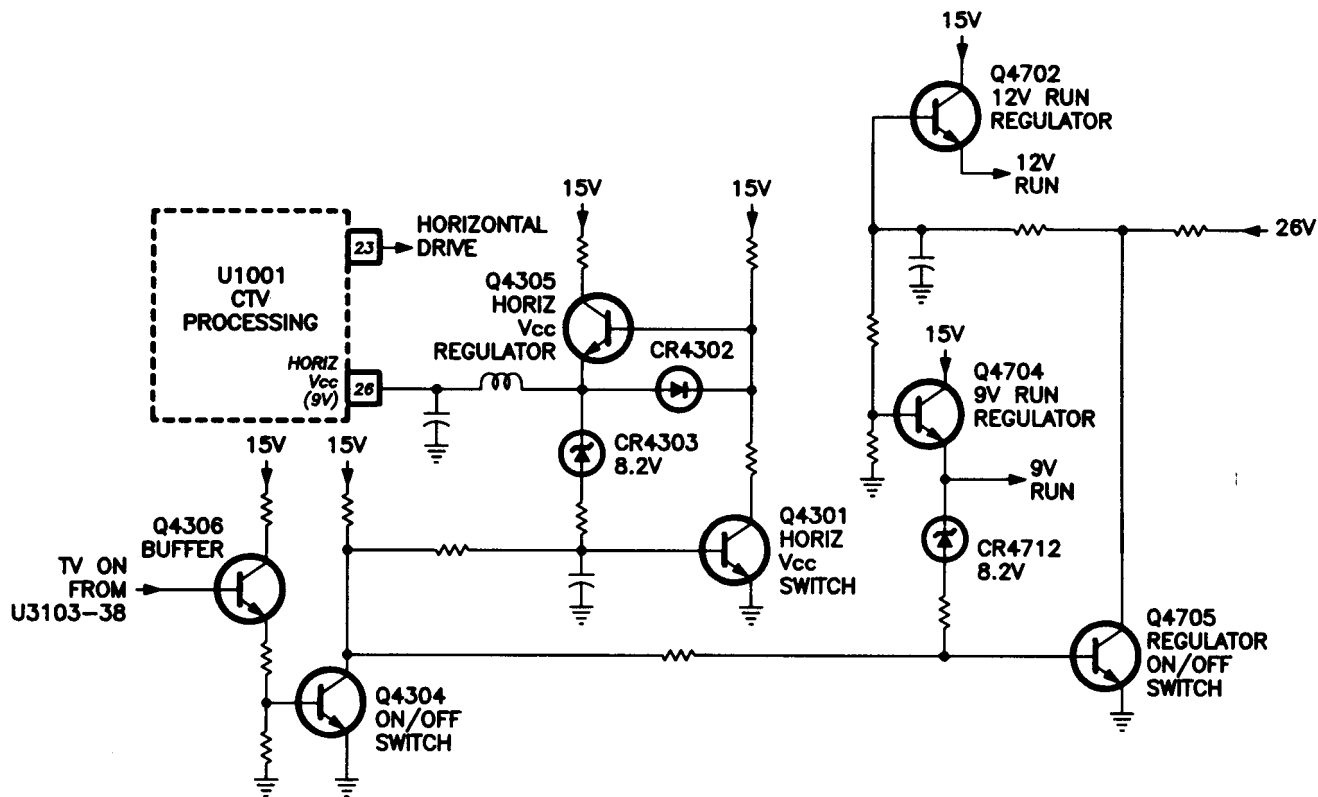 15V
Q4702
12V RUN
REGULATOR
12V
RUN
15V
15V
26V
23
HORIZONTAL
DRIVE
U1001
CTV
PROCESSING
Q4305
HORIZ
Vcc
REGULATOR
CR4302
HORIZ
Vcc
(9V)
26
15V
Q4704
9V RUN
REGULATOR
15V
15V
CR4303
8.2V
9V
RUN
Q4306
BUFFER
Q4301
HORIZ
Vcc
SWITCH
CR4712
8.2V
TV ON
FROM
U3103-38
Q4705
REGULATOR
ON/OFF
SWITCH
Q4304
ON/OFF
SWITCH